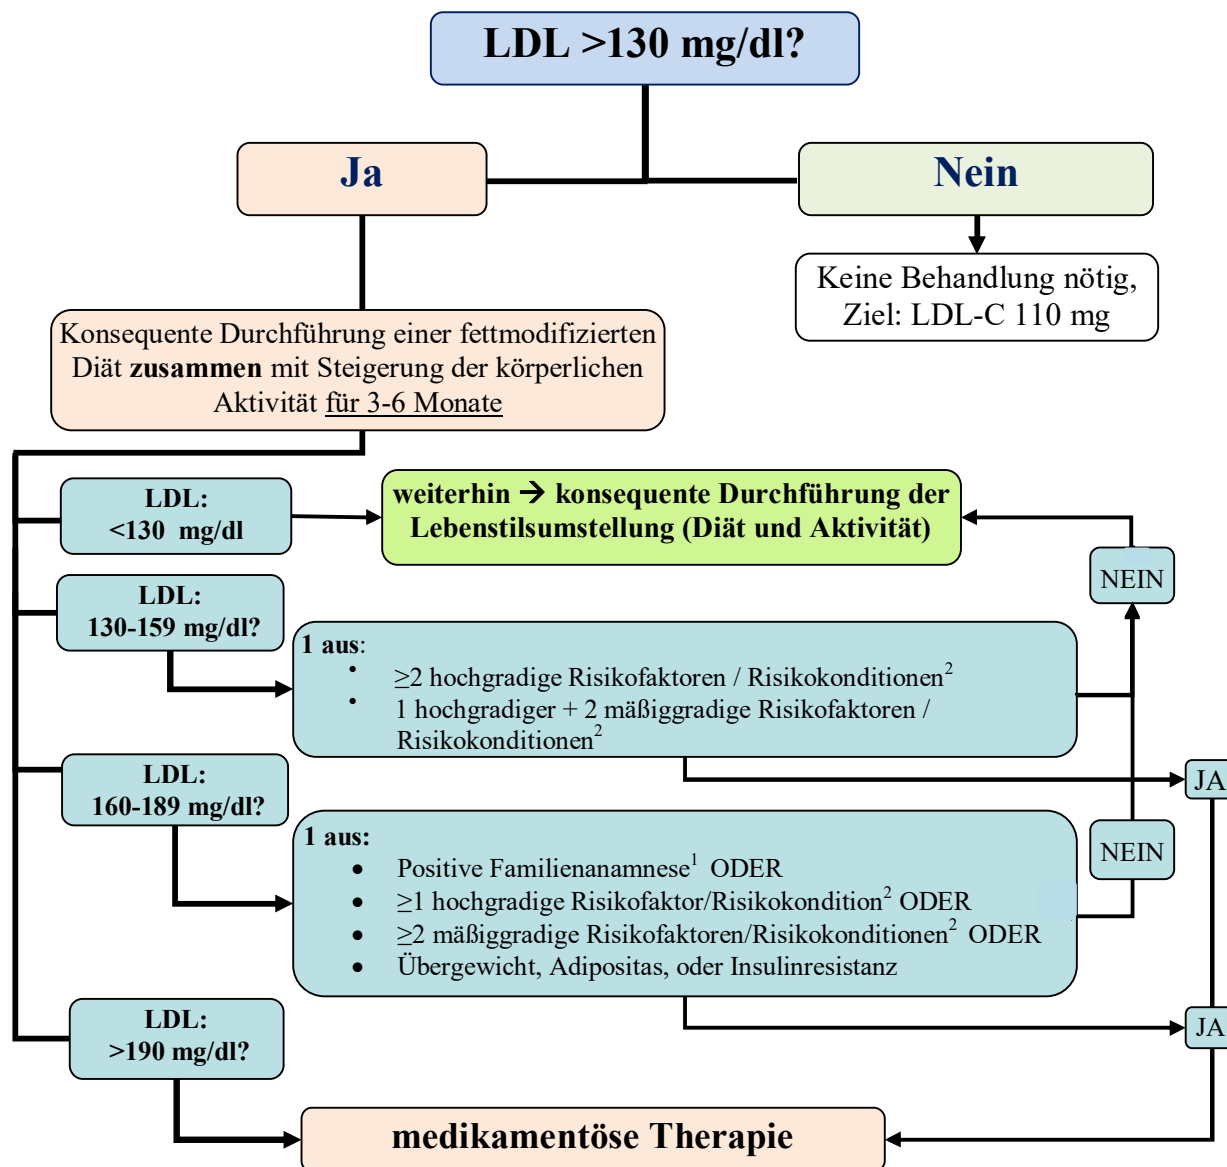 LDL >130 mg/dl?
Ja
Nein
Keine Behandlung nötig,
Ziel: LDL-C 110 mg
Konsequente Durchführung einer fettmodifizierten
Diät zusammen mit Steigerung der körperlichen
Aktivität für 3-6 Monate
LDL:
<130 mg/dl
weiterhin → konsequente Durchführung der
Lebenstilsumstellung (Diät und Aktivität)
NEIN
LDL:
130-159 mg/dl?
1 aus:
• ≥2 hochgradige Risikofaktoren / Risikokonditionen²
• 1 hochgradiger + 2 mäßiggradige Risikofaktoren /
Risikokonditionen²
JA
LDL:
160-189 mg/dl?
1 aus:
• Positive Familienanamnese¹ ODER
• ≥1 hochgradige Risikofaktor/Risikokondition² ODER
• ≥2 mäßiggradige Risikofaktoren/Risikokonditionen² ODER
• Übergewicht, Adipositas, oder Insulinresistanz
NEIN
JA
LDL:
>190 mg/dl?
medikamentöse Therapie